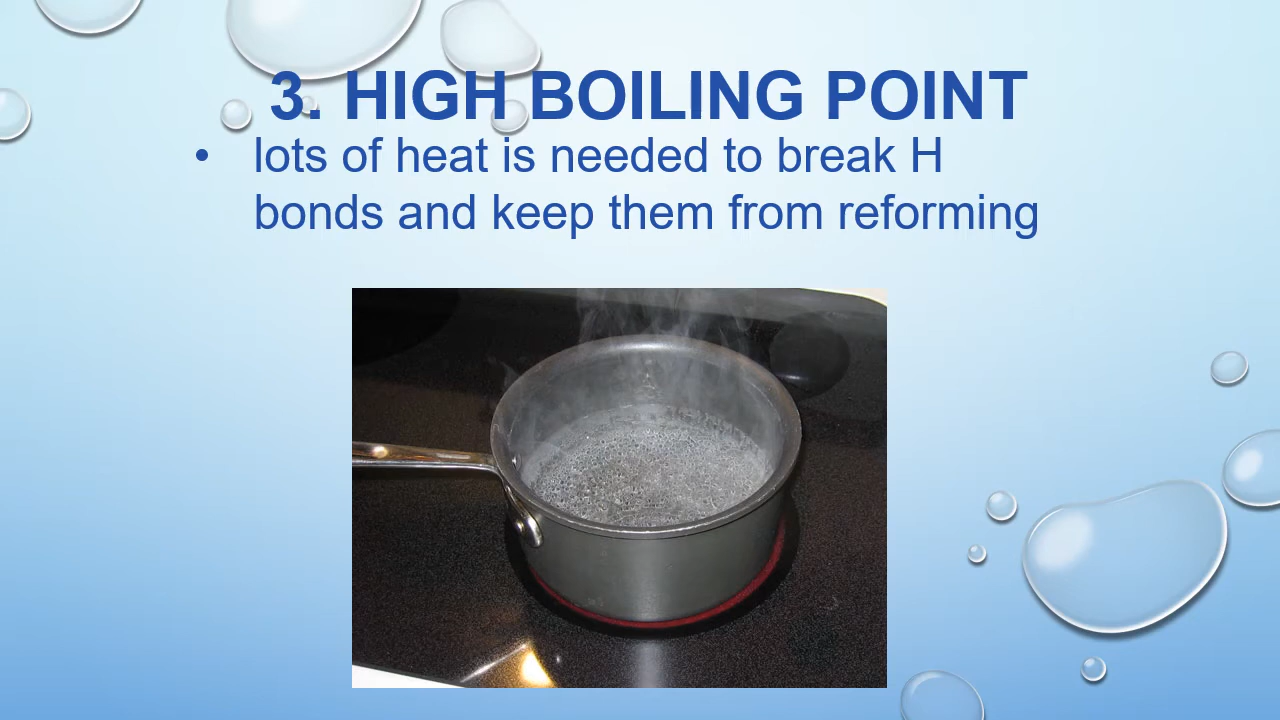 3. HIGH BOILING POINT
• lots of heat is needed to break H
bonds and keep them from reforming